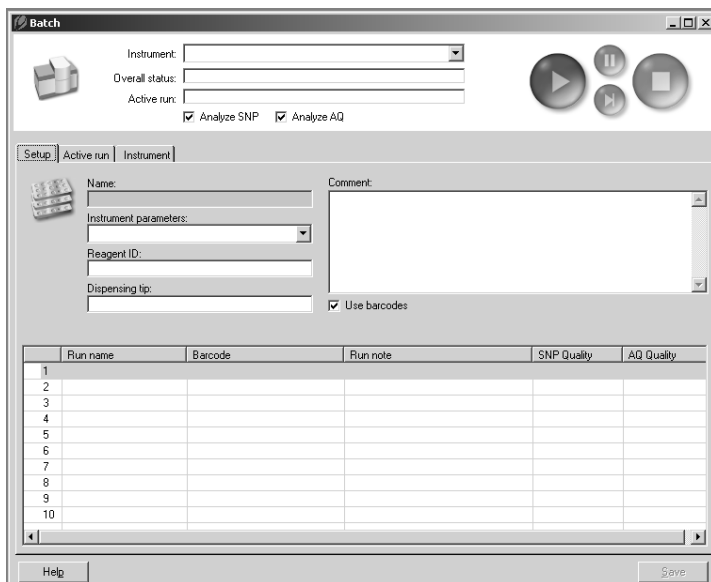 Batch
Instrument:
Overall status:
Active run:
Analyze SNP Analyze AQ
Setup Active run Instrument
Name:
Instrument parameters:
Reagent ID:
Dispensing tip:
Comment:
Use barcodes
Run name Barcode Run note SNP Quality AQ Quality
1
2
3
4
5
6
7
8
9
10
Help Save